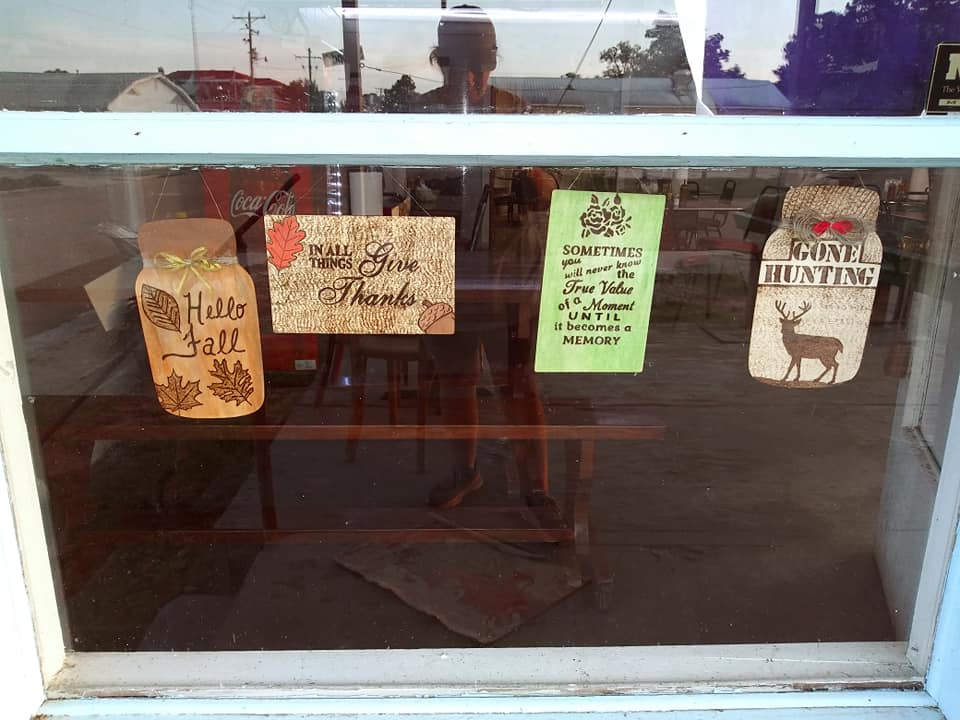 Coca-Cola
Hello
Fall
IN ALL
THINGS Give
Thanks
SOMETIMES
you
will never know
the
True Value
of a Moment
UNTIL
it becomes a
MEMORY
GONE
HUNTING
The